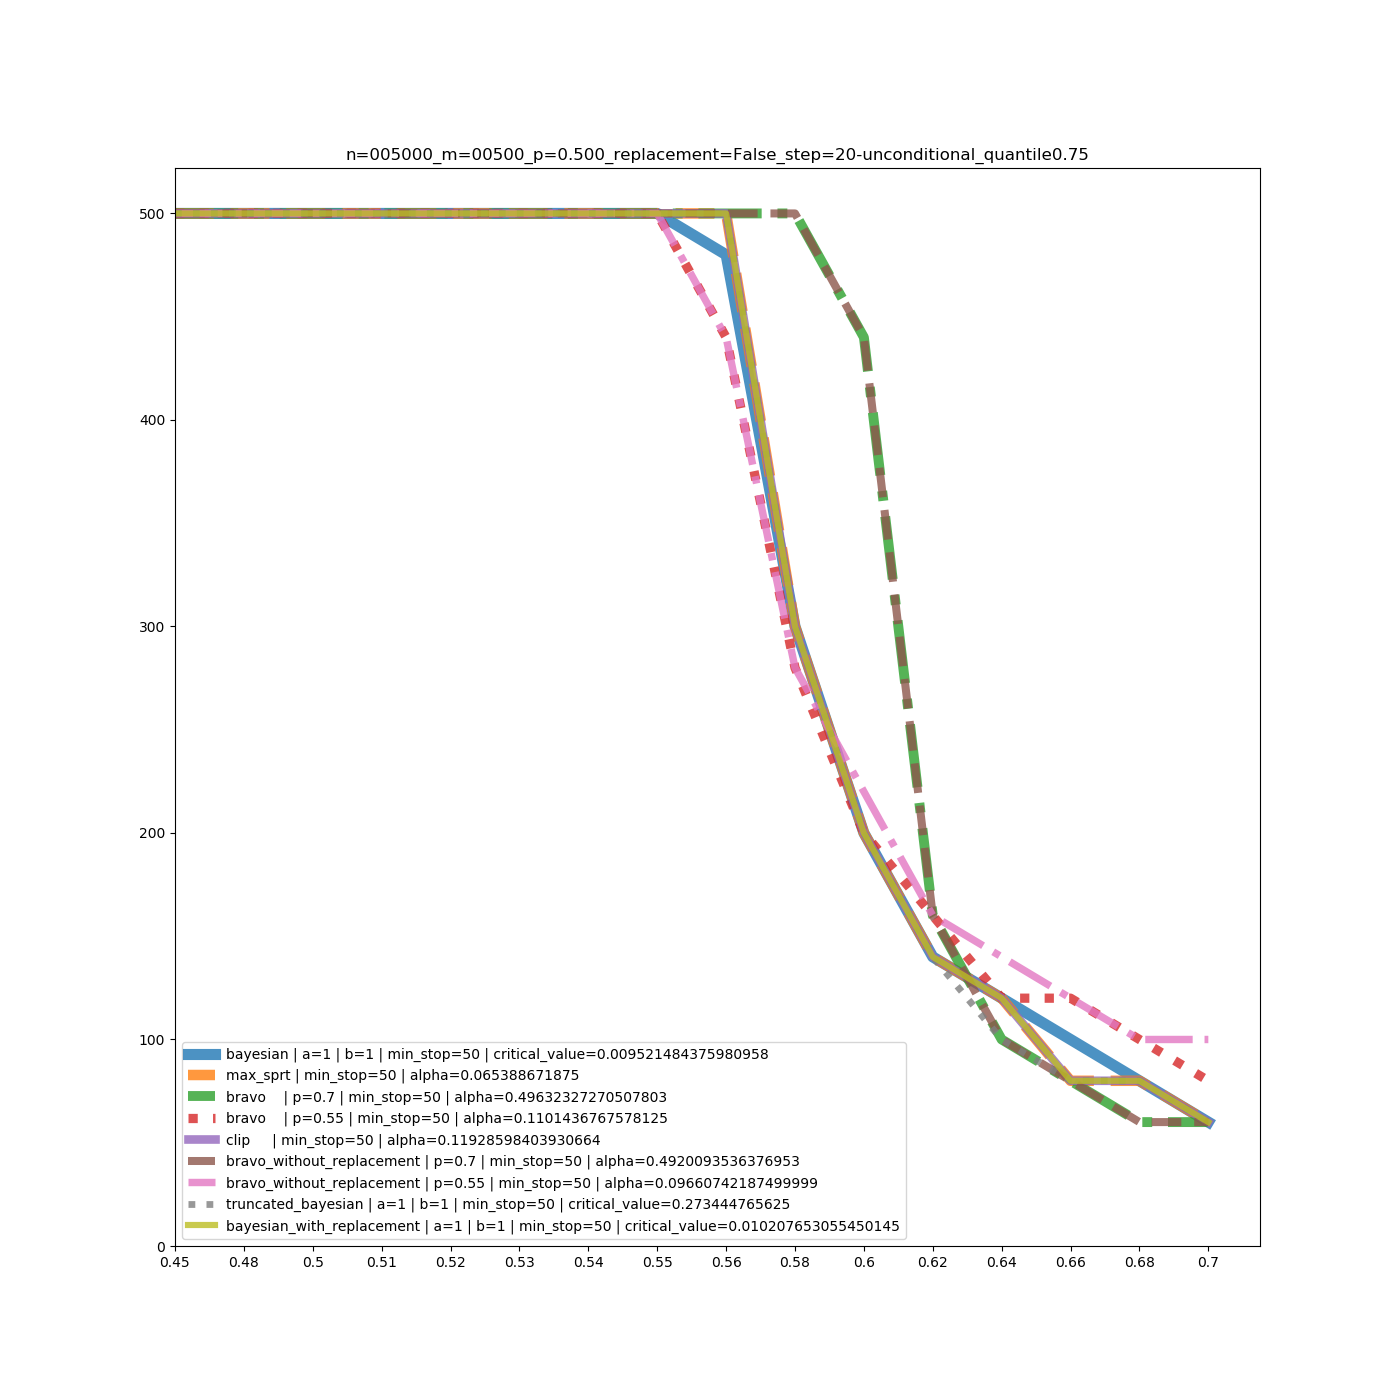 n=005000_m=00500_p=0.500_replacement=False_step=20-unconditional_quantile0.75
500
400
300
200
100
0
bayesian | a=1 | b=1 | min_stop=50 | critical_value=0.009521484375980958
max_sprt | min_stop=50 | alpha=0.065388671875
bravo    | p=0.7 | min_stop=50 | alpha=0.49632327270507803
bravo    | p=0.55 | min_stop=50 | alpha=0.1101436767578125
clip     | min_stop=50 | alpha=0.11928598403930664
bravo_without_replacement | p=0.7 | min_stop=50 | alpha=0.4920093536376953
bravo_without_replacement | p=0.55 | min_stop=50 | alpha=0.09660742187499999
truncated_bayesian | a=1 | b=1 | min_stop=50 | critical_value=0.273444765625
bayesian_with_replacement | a=1 | b=1 | min_stop=50 | critical_value=0.010207653055450145
0.45 0.48 0.5 0.51 0.52 0.53 0.54 0.55 0.56 0.58 0.6 0.62 0.64 0.66 0.68 0.7